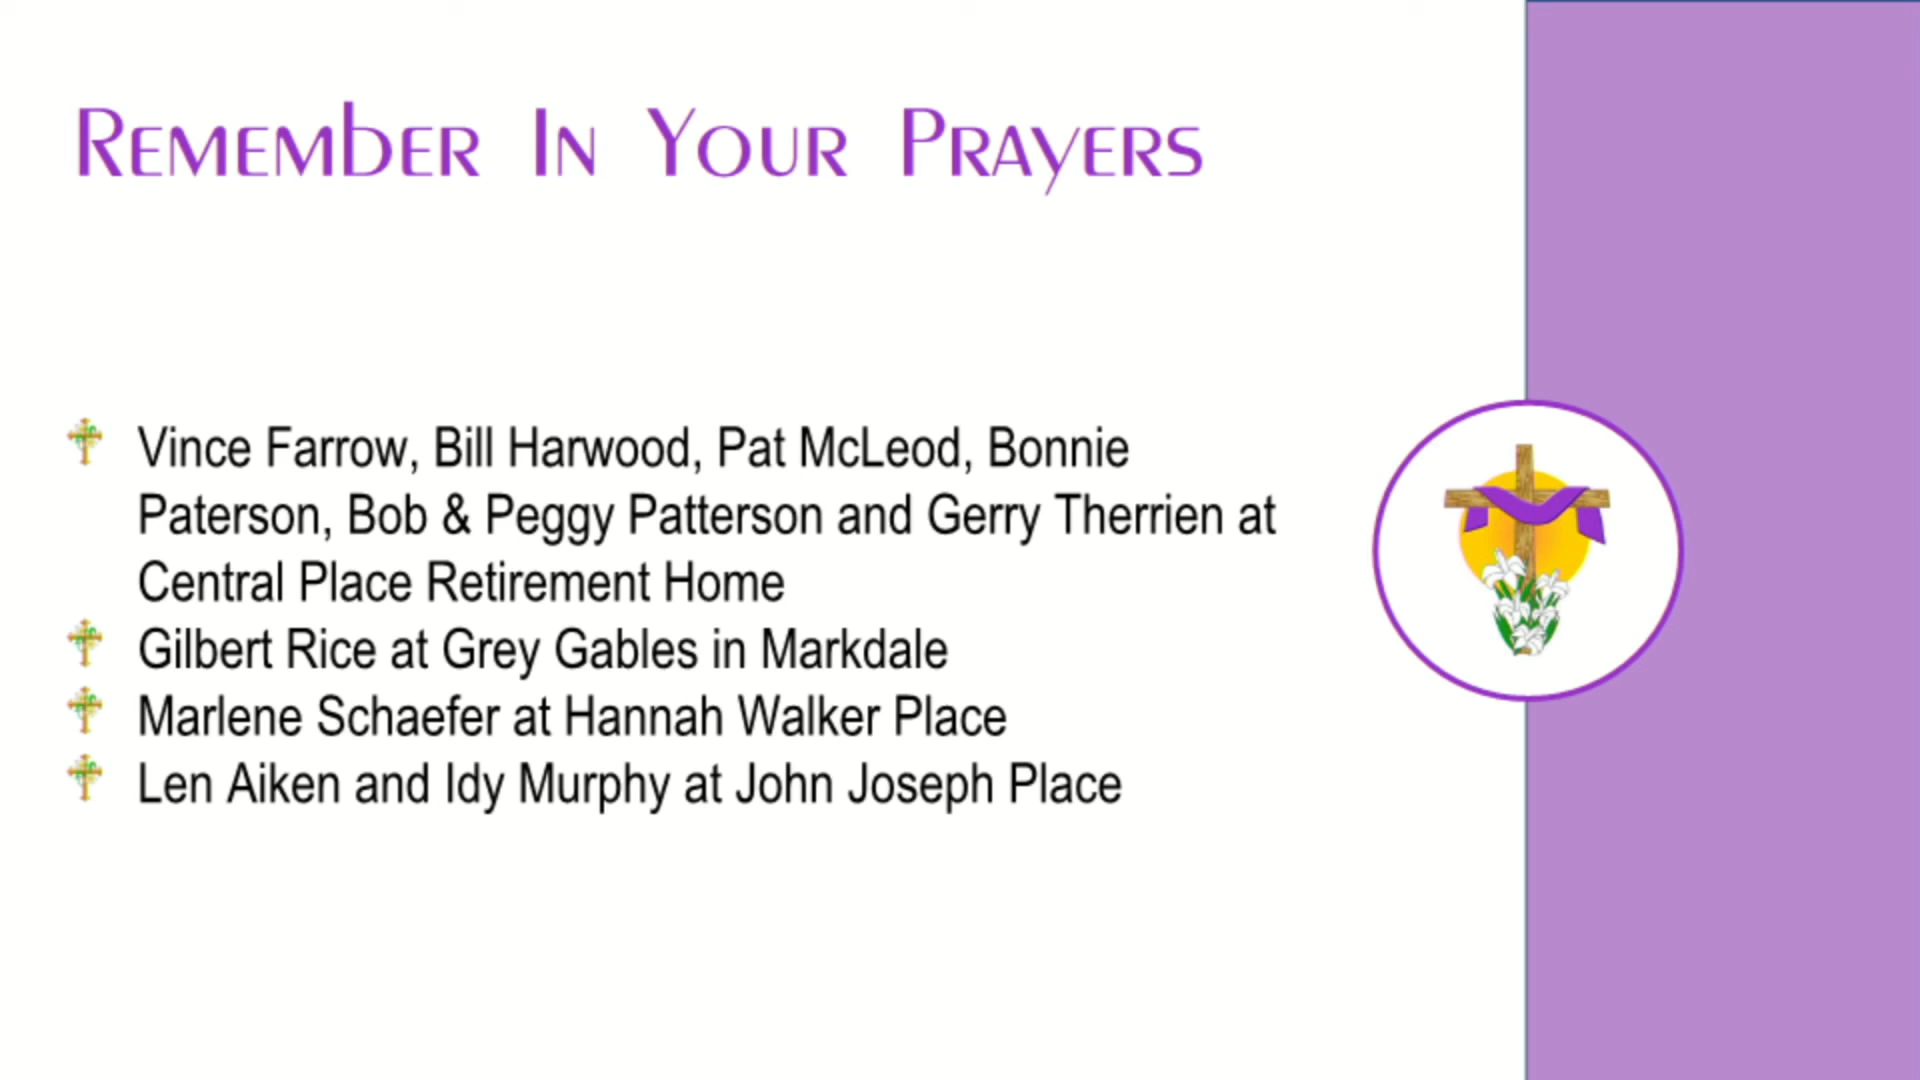 Remember In Your Prayers
Vince Farrow, Bill Harwood, Pat McLeod, Bonnie
Paterson, Bob & Peggy Patterson and Gerry Therrien at
Central Place Retirement Home
Gilbert Rice at Grey Gables in Markdale
Marlene Schaefer at Hannah Walker Place
Len Aiken and Idy Murphy at John Joseph Place